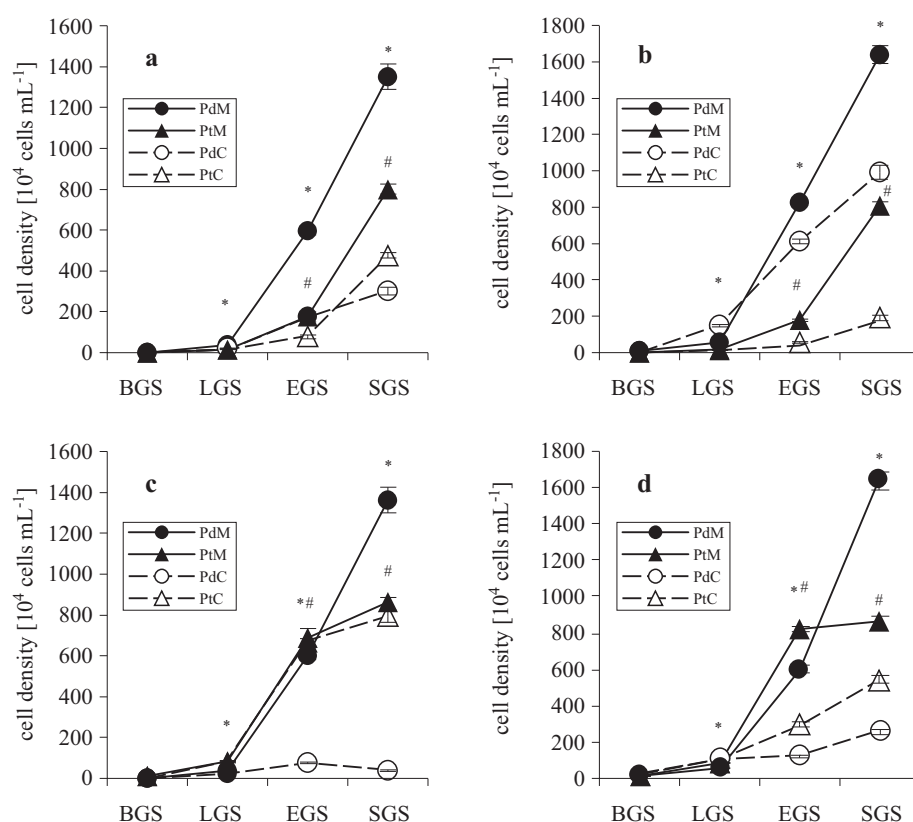 a
cell density [10⁴ cells mL⁻¹]
1600
1400
1200
1000
800
600
400
200
0
PdM
PtM
PdC
PtC
*
*
*
#
#
BGS LGS EGS SGS
b
cell density [10⁴ cells mL⁻¹]
1800
1600
1400
1200
1000
800
600
400
200
0
PdM
PtM
PdC
PtC
*
*
*
#
#
BGS LGS EGS SGS
c
cell density [10⁴ cells mL⁻¹]
1600
1400
1200
1000
800
600
400
200
0
PdM
PtM
PdC
PtC
*
*#
*
#
BGS LGS EGS SGS
d
cell density [10⁴ cells mL⁻¹]
1800
1600
1400
1200
1000
800
600
400
200
0
PdM
PtM
PdC
PtC
*
*#
*
#
BGS LGS EGS SGS